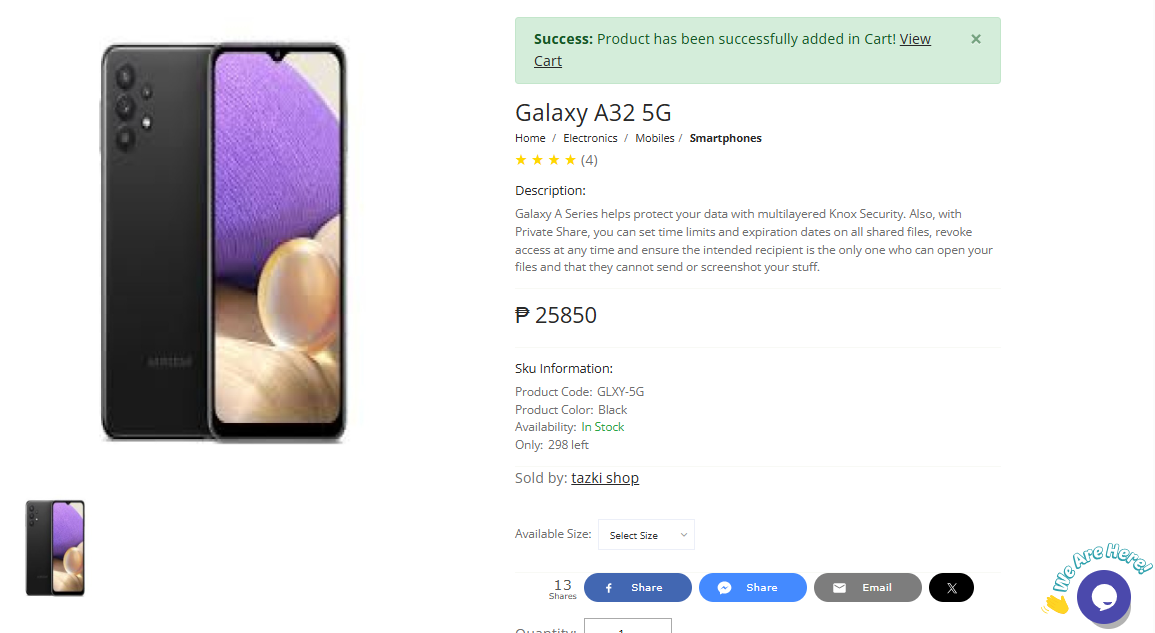 Success: Product has been successfully added in Cart! View
Cart
×
Galaxy A32 5G
Home / Electronics / Mobiles / Smartphones
★ ★ ★ ★ (4)
Description:
Galaxy A Series helps protect your data with multilayered Knox Security. Also, with
Private Share, you can set time limits and expiration dates on all shared files, revoke
access at any time and ensure the intended recipient is the only one who can open your
files and that they cannot send or screenshot your stuff.
₱ 25850
Sku Information:
Product Code: GLXY-5G
Product Color: Black
Availability: In Stock
Only: 298 left
Sold by: tazki shop
Available Size: Select Size
13
Shares
Share
Share
Email
Quantity: 1
We Are Here!
SAMSUNG